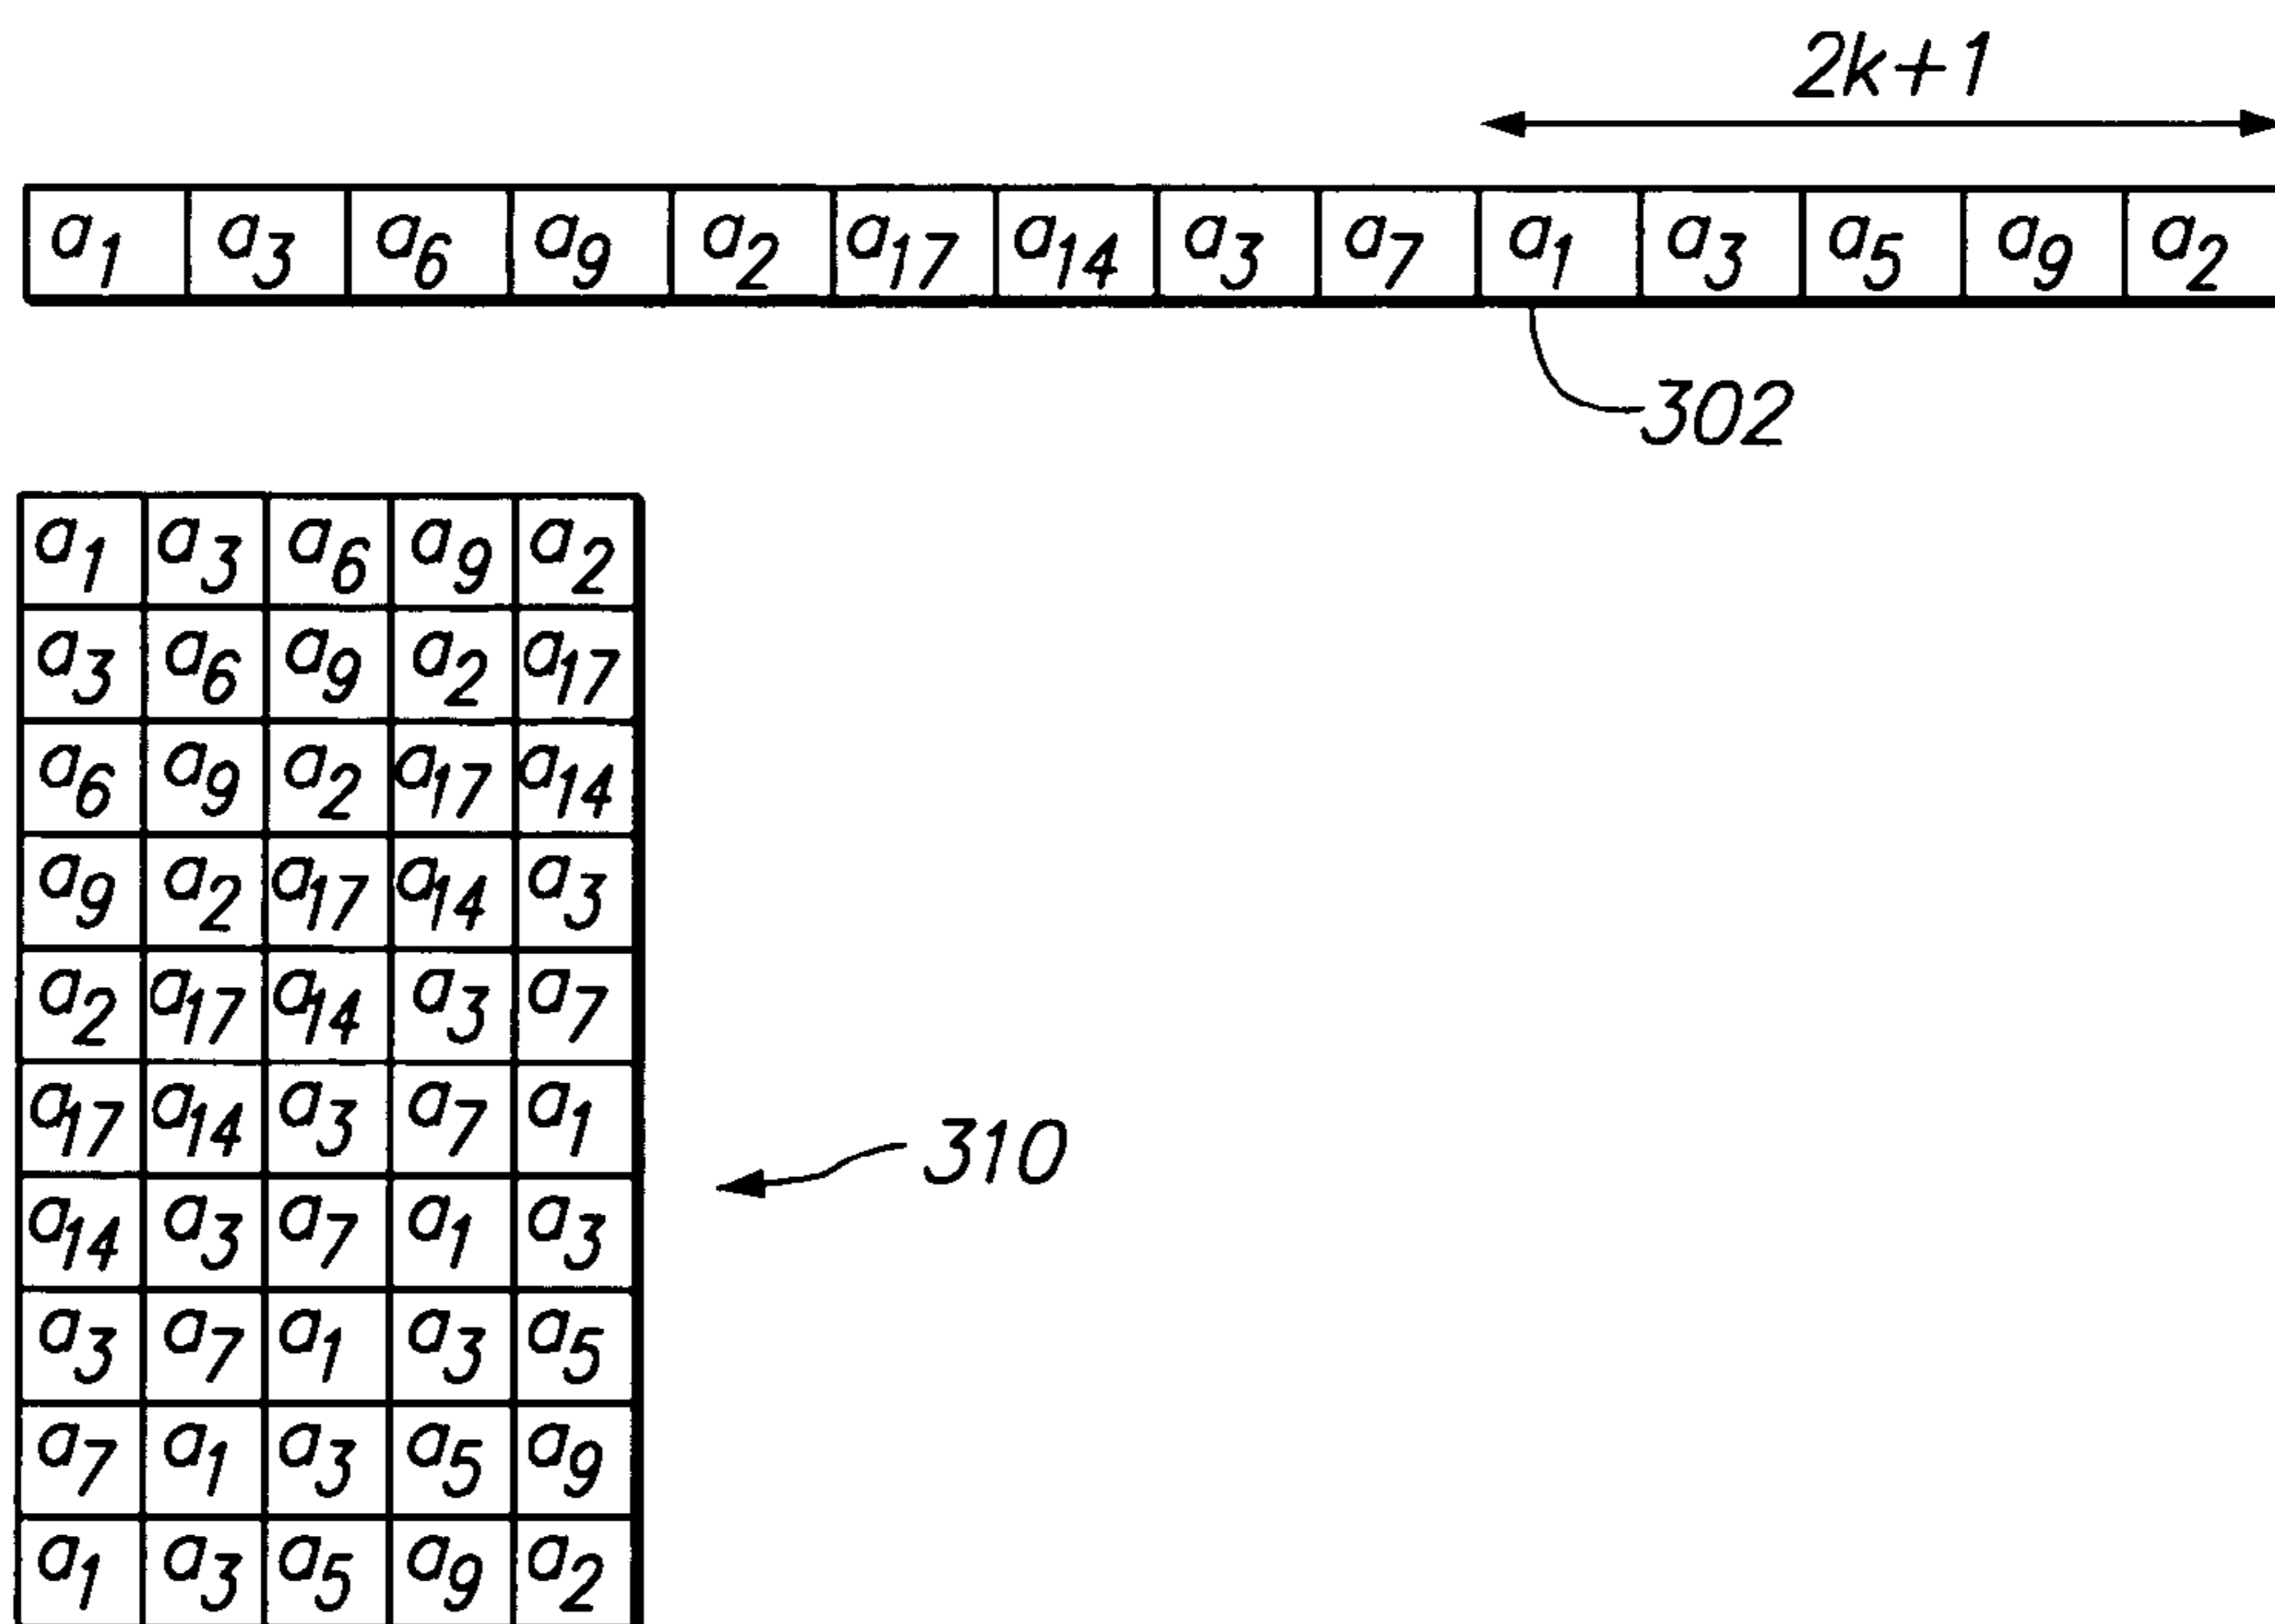 2k+1
a1 a3 a6 a9 a2 a17 a14 a3 a7 a1 a3 a5 a9 a2
302
a1 a3 a6 a9 a2
a3 a6 a9 a2 a17
a6 a9 a2 a17 a14
a9 a2 a17 a14 a3
a2 a17 a14 a3 a7
a17 a14 a3 a7 a1
310
a14 a3 a7 a1 a3
a3 a7 a1 a3 a5
a7 a1 a3 a5 a9
a1 a3 a5 a9 a2